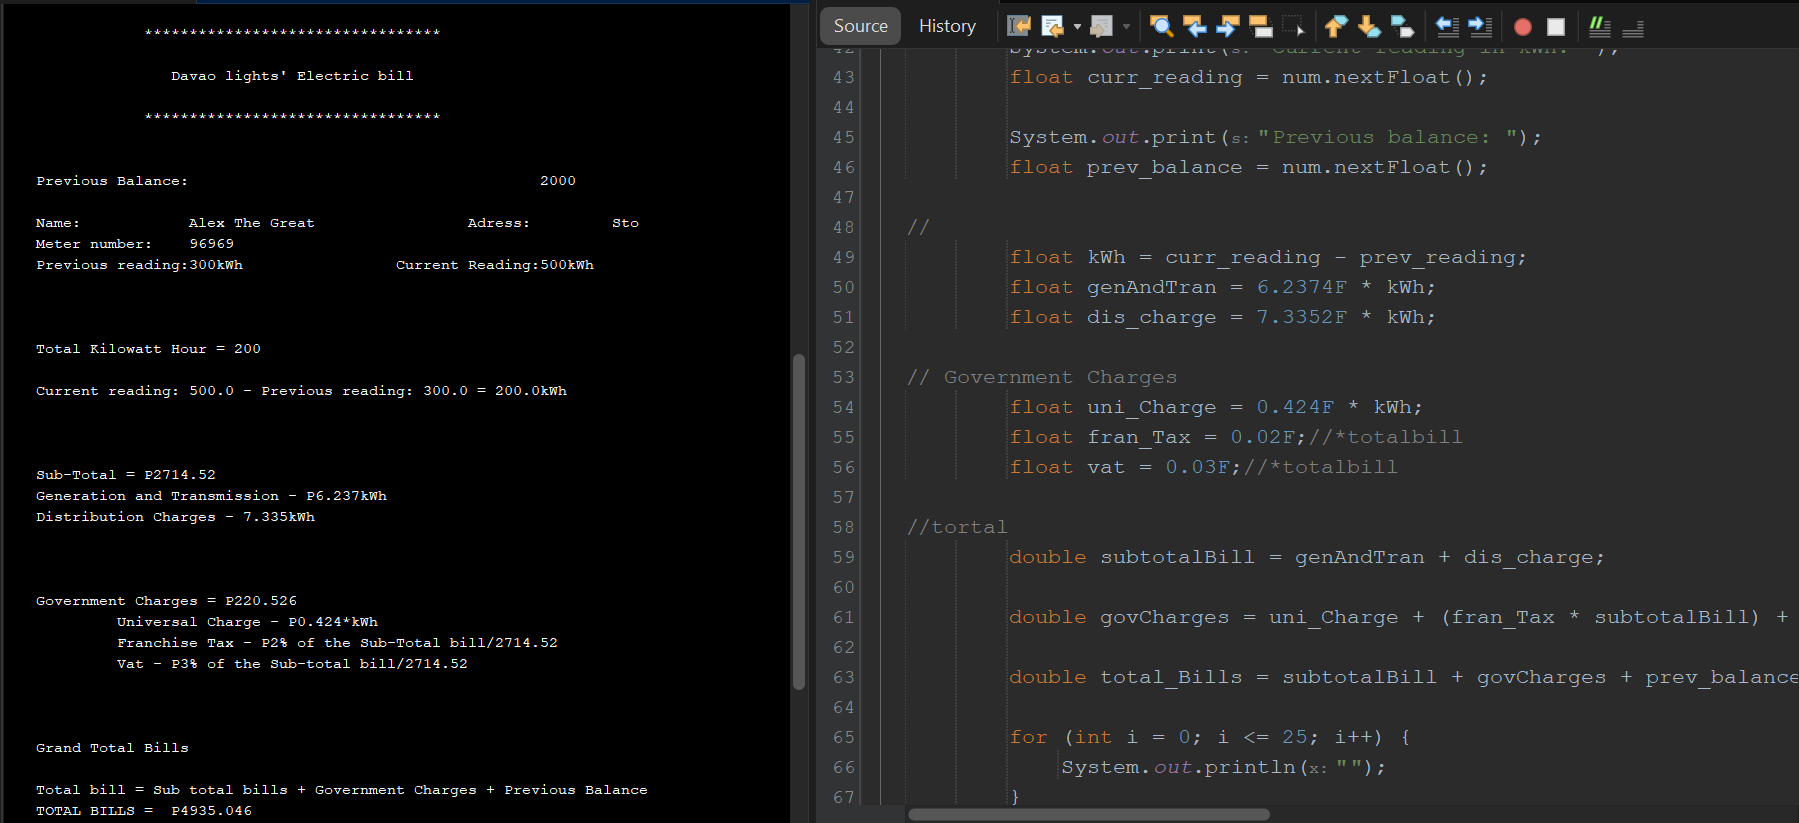 *********************************
Davao lights' Electric bill
*********************************
Previous Balance: 2000
Name: Alex The Great Adress: Sto
Meter number: 96969
Previous reading:300kWh Current Reading:500kWh
Total Kilowatt Hour = 200
Current reading: 500.0 - Previous reading: 300.0 = 200.0kWh
Sub-Total = P2714.52
Generation and Transmission - P6.237kWh
Distribution Charges - 7.335kWh
Government Charges = P220.526
Universal Charge - P0.424*kWh
Franchise Tax - P2% of the Sub-Total bill/2714.52
Vat - P3% of the Sub-total bill/2714.52
Grand Total Bills
Total bill = Sub total bills + Government Charges + Previous Balance
TOTAL BILLS = P4935.046
Source History
42 System.out.print(s: "Current reading in kWh: ");
43 float curr_reading = num.nextFloat();
44
45 System.out.print(s: "Previous balance: ");
46 float prev_balance = num.nextFloat();
47
48 //
49 float kWh = curr_reading - prev_reading;
50 float genAndTran = 6.2374F * kWh;
51 float dis_charge = 7.3352F * kWh;
52
53 // Government Charges
54 float uni_Charge = 0.424F * kWh;
55 float fran_Tax = 0.02F;//*totalbill
56 float vat = 0.03F;//*totalbill
57
58 //tortal
59 double subtotalBill = genAndTran + dis_charge;
60
61 double govCharges = uni_Charge + (fran_Tax * subtotalBill) +
62
63 double total_Bills = subtotalBill + govCharges + prev_balance
64
65 for (int i = 0; i <= 25; i++) {
66 System.out.println(x: "");
67 }